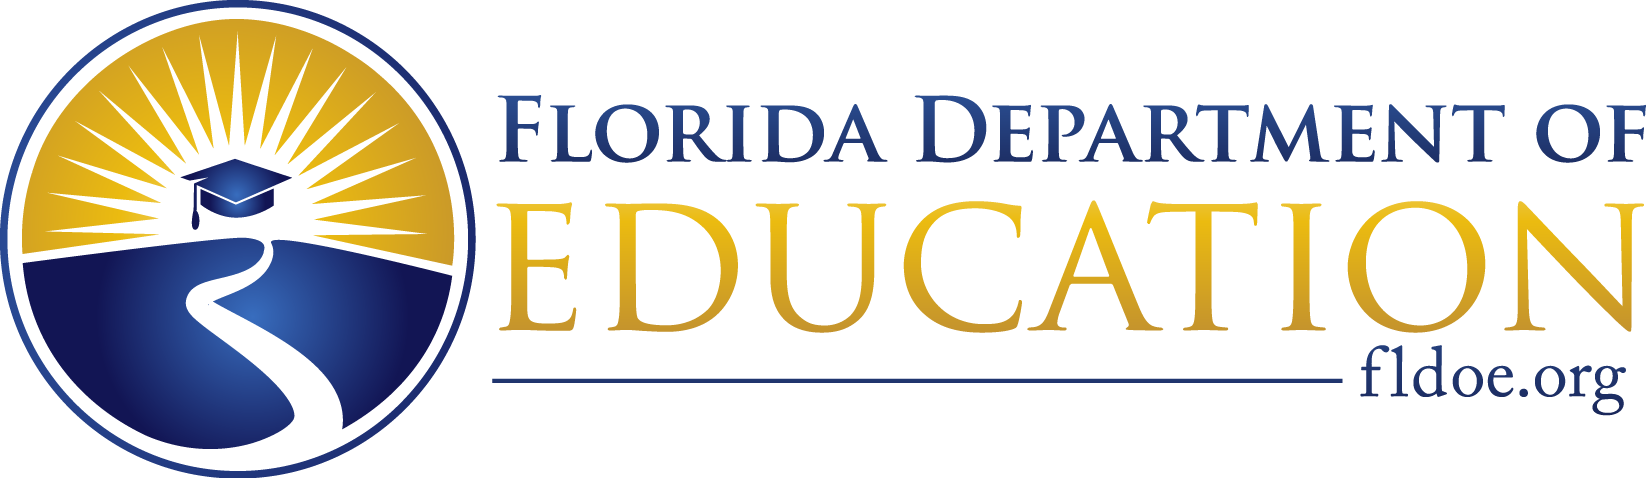 Florida Department of
Education
fldoe.org